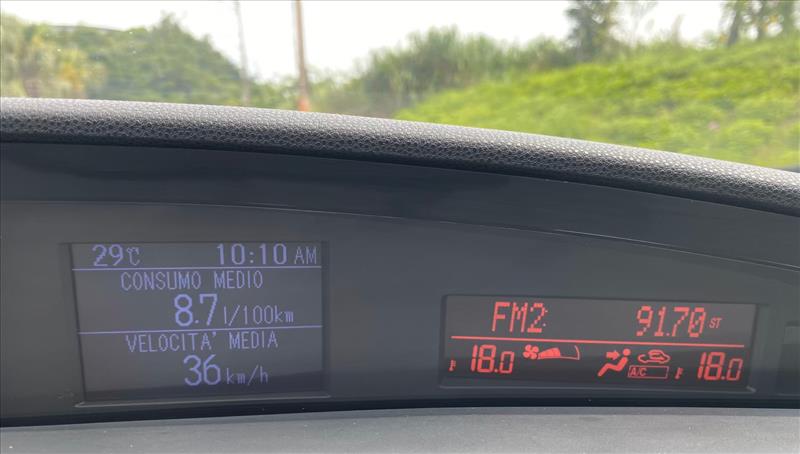 29°C 10:10 AM
CONSUMO MEDIO
8.7 l/100km
VELOCITA' MEDIA
36 km/h
FM2 91.70 ST
18.0 A/C 18.0